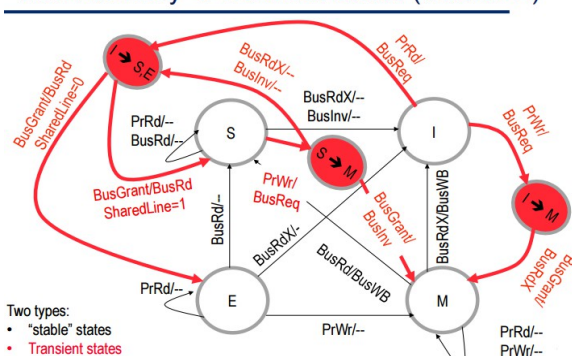 PrRd/
BusReq
I ➔ S,E
BusRdX/--
BusInv/--
BusGrant/BusRd
SharedLine=0
BusRdX/--
BusInv/--
PrRd/--
BusRd/--
S
I
PrWr/
BusReq
S ➔ M
BusGrant/BusRd
SharedLine=1
PrWr/
BusReq
BusGrant/
BusInv
I ➔ M
BusRd/--
BusRdX/-
BusRd/BusWB
BusRdX/BusWB
BusGrant/
BusRdX
PrRd/--
E
M
PrWr/--
Two types:
• "stable" states
• Transient states
PrRd/--
PrWr/--